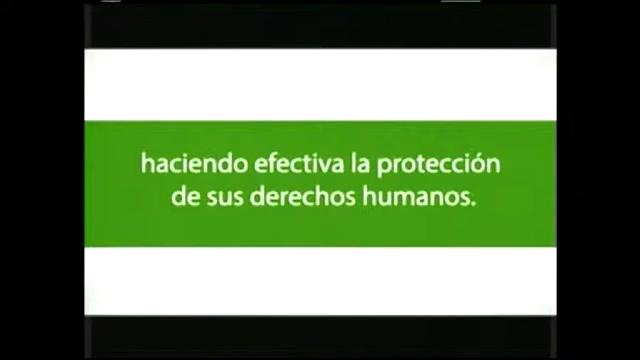 haciendo efectiva la protección
de sus derechos humanos.